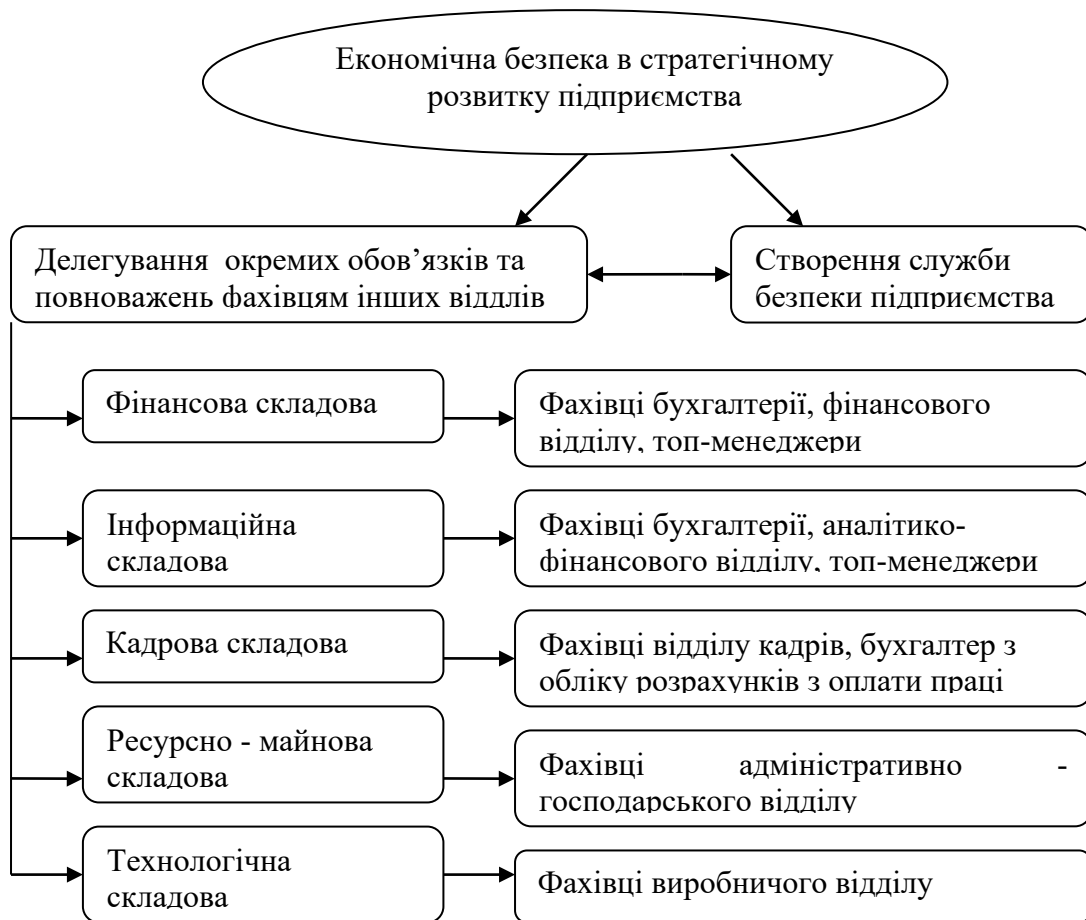 Економічна безпека в стратегічному
розвитку підприємства
Делегування окремих обов’язків та
повноважень фахівцям інших віддлів
Створення служби
безпеки підприємства
Фінансова складова
Фахівці бухгалтерії, фінансового
відділу, топ-менеджери
Інформаційна
складова
Фахівці бухгалтерії, аналітико-
фінансового відділу, топ-менеджери
Кадрова складова
Фахівці відділу кадрів, бухгалтер з
обліку розрахунків з оплати праці
Ресурсно - майнова
складова
Фахівці адміністративно -
господарського відділу
Технологічна
складова
Фахівці виробничого відділу